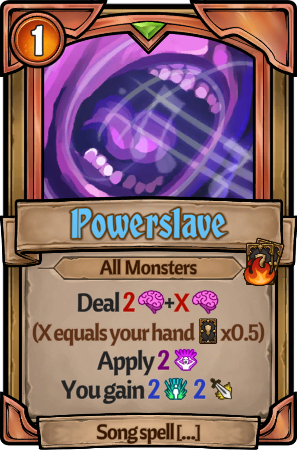 1
Powerslave
All Monsters
Deal 2 +X
(X equals your hand x0.5)
Apply 2
You gain 2 2
Song spell [...]